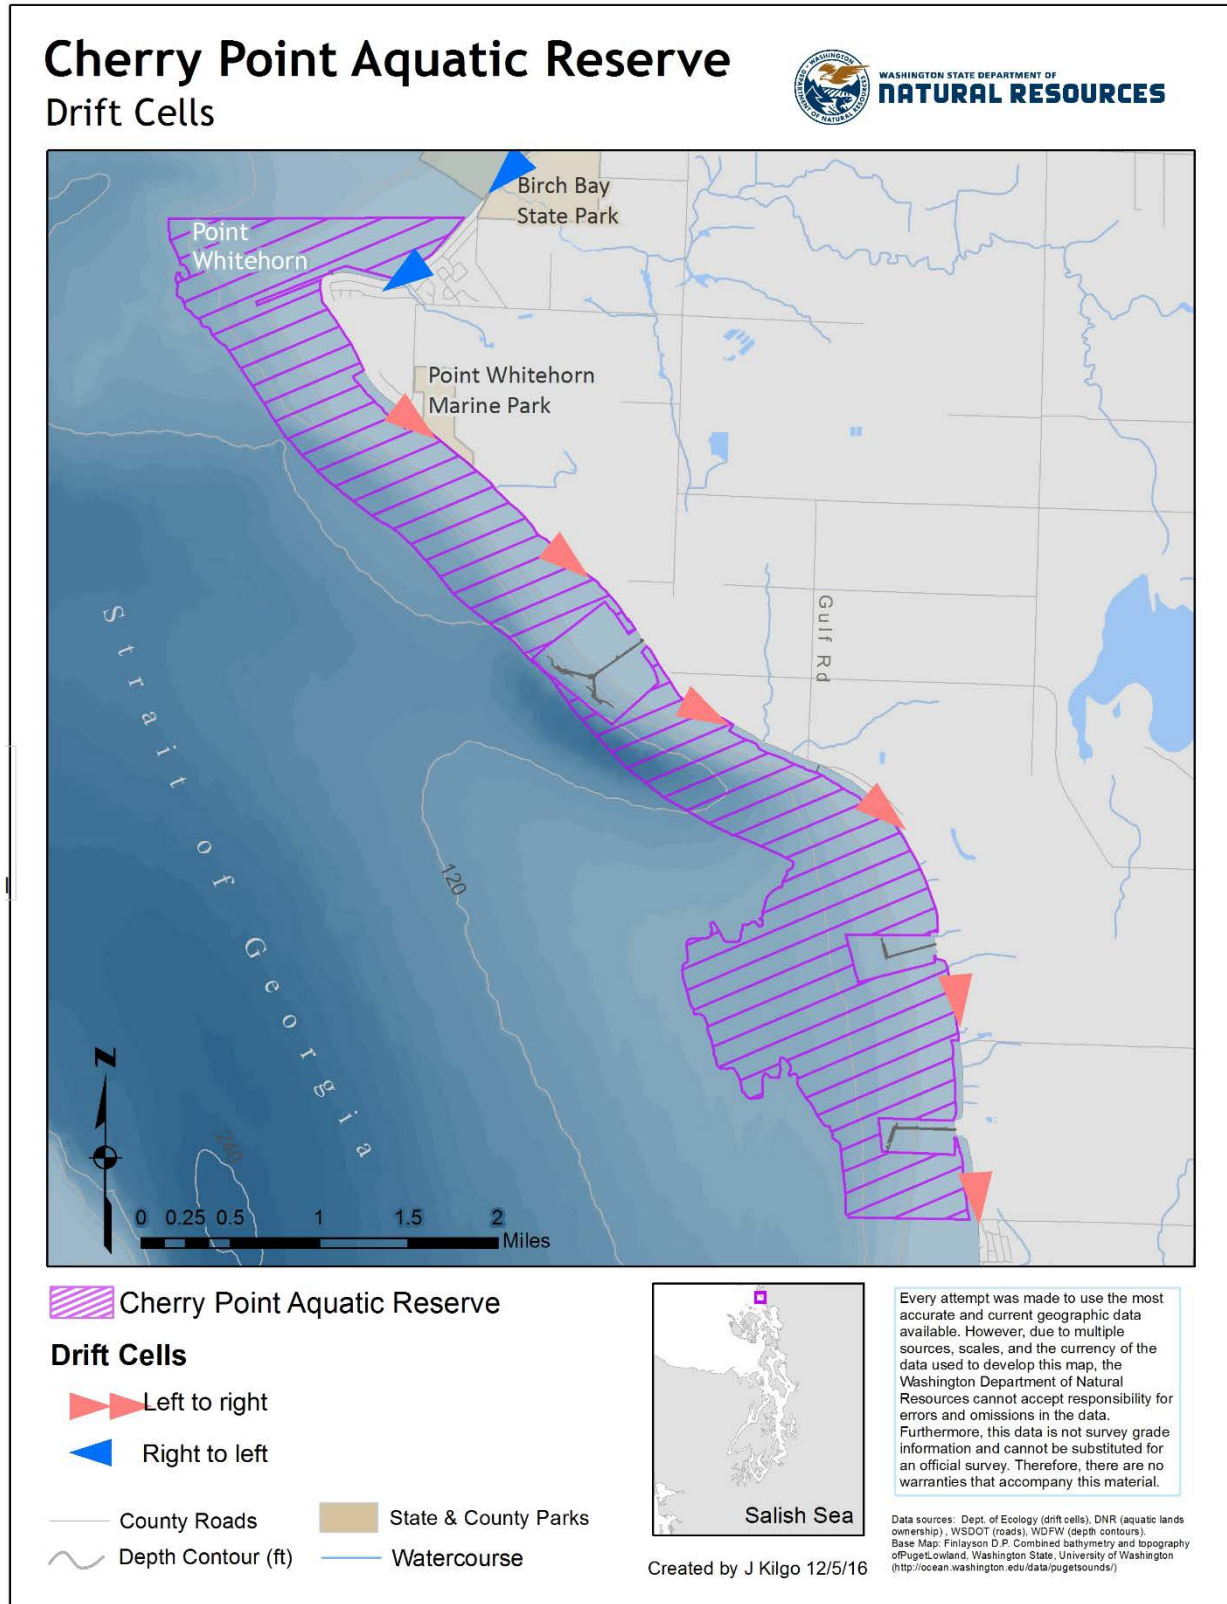 Cherry Point Aquatic Reserve
Drift Cells
WASHINGTON STATE DEPARTMENT OF
NATURAL RESOURCES
WASHINGTON
DEPARTMENT OF NATURAL RESOURCES
Birch Bay
State Park
Point
Whitehorn
Point Whitehorn
Marine Park
Gulf Rd
Strait of Georgia
120
240
N
0 0.25 0.5 1 1.5 2
Miles
Cherry Point Aquatic Reserve
Drift Cells
Left to right
Right to left
County Roads
State & County Parks
Depth Contour (ft)
Watercourse
Salish Sea
Created by J Kilgo 12/5/16
Every attempt was made to use the most
accurate and current geographic data
available. However, due to multiple
sources, scales, and the currency of the
data used to develop this map, the
Washington Department of Natural
Resources cannot accept responsibility for
errors and omissions in the data.
Furthermore, this data is not survey grade
information and cannot be substituted for
an official survey. Therefore, there are no
warranties that accompany this material.
Data sources: Dept. of Ecology (drift cells), DNR (aquatic lands
ownership) , WSDOT (roads), WDFW (depth contours).
Base Map: Finlayson D.P. Combined bathymetry and topography
ofPugetLowland, Washington State, University of Washington
(http://ocean.washington.edu/data/pugetsounds/)